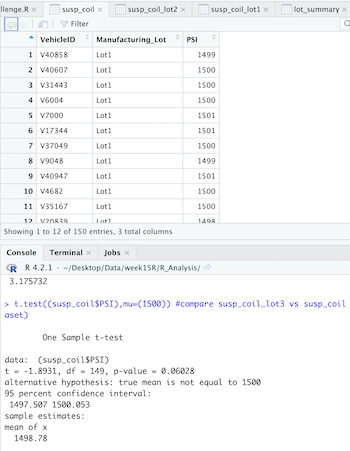 llenge.R × susp_coil × susp_coil_lot2 × susp_coil_lot1 × lot_summary ×
Filter
VehicleID Manufacturing_Lot PSI
1 V40858 Lot1 1499
2 V40607 Lot1 1500
3 V31443 Lot1 1500
4 V6004 Lot1 1500
5 V7000 Lot1 1501
6 V17344 Lot1 1501
7 V37049 Lot1 1500
8 V9048 Lot1 1499
9 V40947 Lot1 1501
10 V4682 Lot1 1500
11 V35167 Lot1 1500
12 V20839 Lot1 1498
Showing 1 to 12 of 150 entries, 3 total columns
Console Terminal × Jobs ×
R 4.2.1 · ~/Desktop/Data/week15R/R_Analysis/
3.175732
> t.test((susp_coil$PSI),mu=(1500)) #compare susp_coil_lot3 vs susp_coil
aset)
One Sample t-test
data: (susp_coil$PSI)
t = -1.8931, df = 149, p-value = 0.06028
alternative hypothesis: true mean is not equal to 1500
95 percent confidence interval:
1497.507 1500.053
sample estimates:
mean of x
1498.78